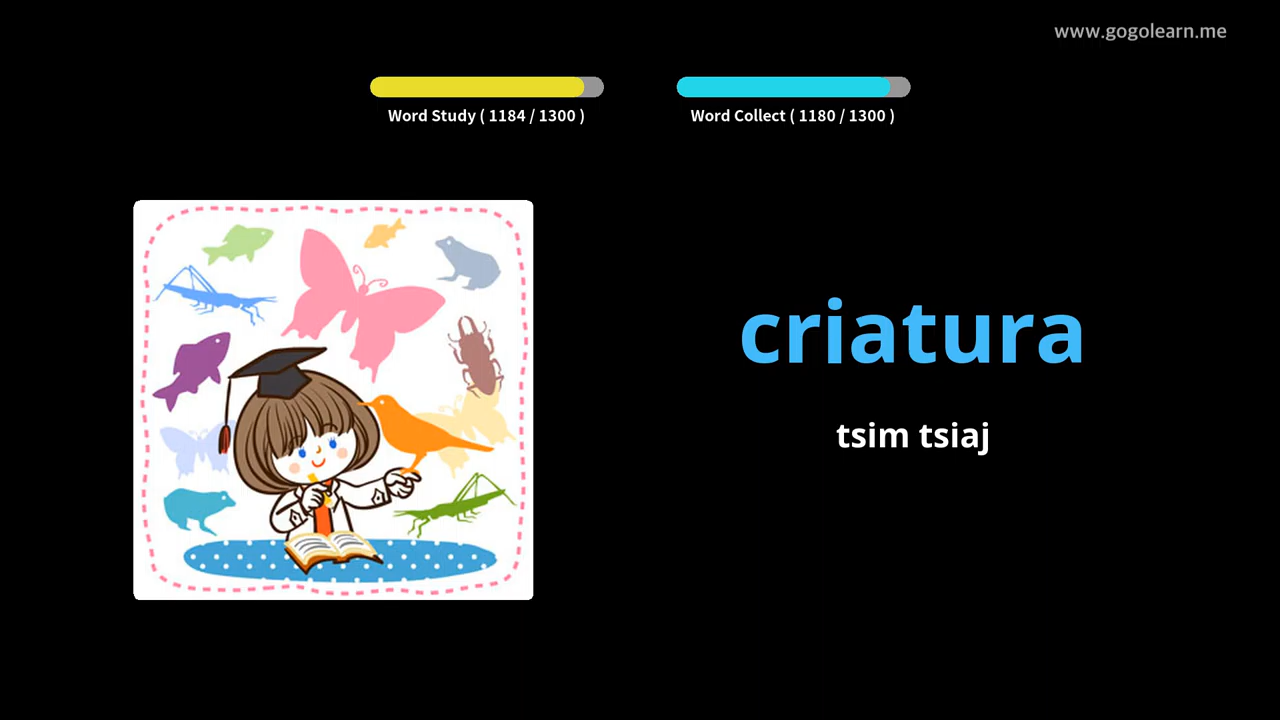 www.gogolearn.me
Word Study ( 1184 / 1300 )
Word Collect ( 1180 / 1300 )
criatura
tsim tsiaj